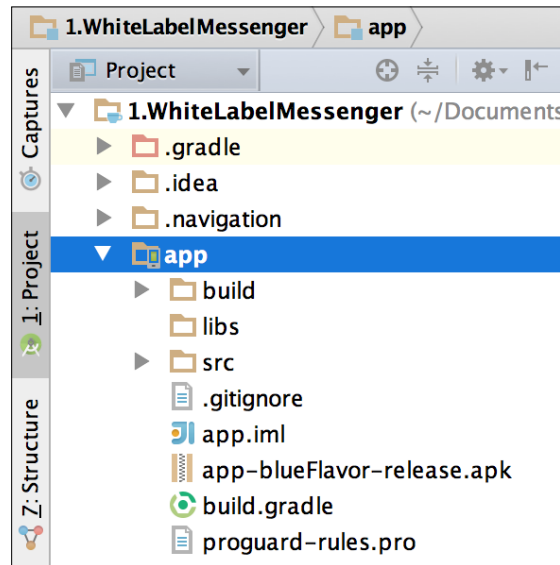 1.WhiteLabelMessenger app
Project
1.WhiteLabelMessenger (~/Documents
.gradle
.idea
.navigation
app
build
libs
src
.gitignore
app.iml
app-blueFlavor-release.apk
build.gradle
proguard-rules.pro
Captures
1: Project
7: Structure